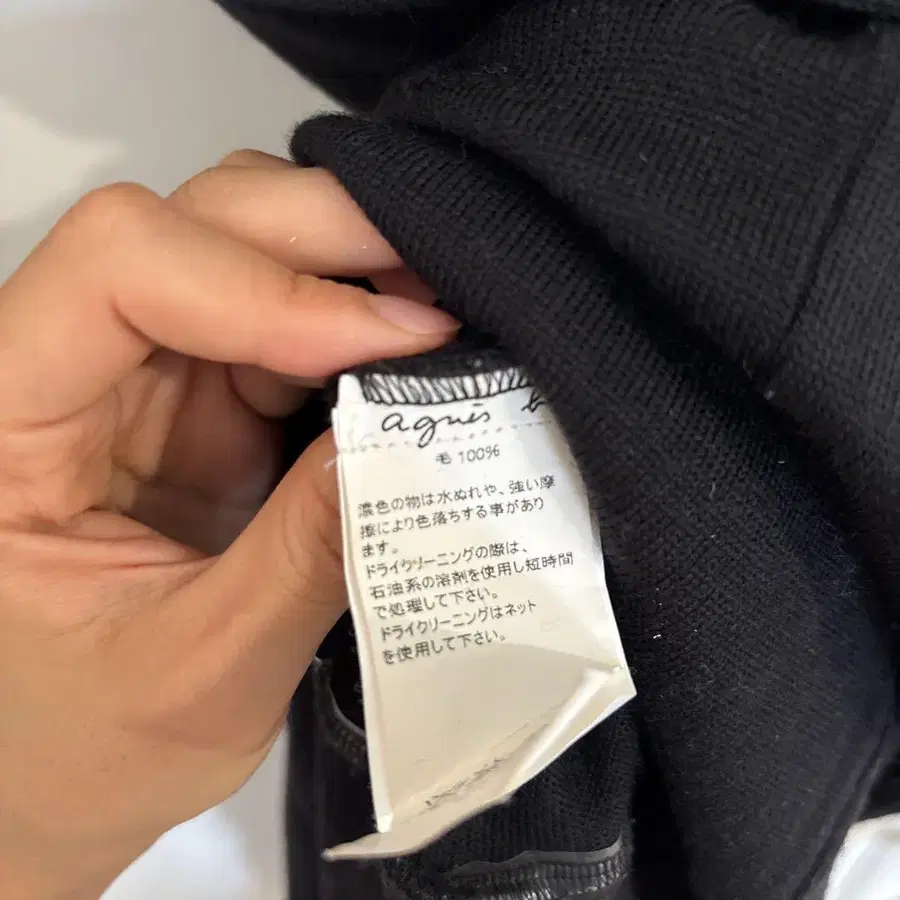 agnès b
毛 100%
濃色の物は水ぬれや、強い摩
擦により色落ちする事があり
ます。
ドライクリーニングの際は、
石油系の溶剤を使用し短時間
で処理して下さい。
ドライクリーニングはネット
を使用して下さい。